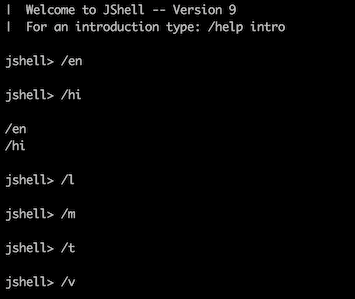 |  Welcome to JShell -- Version 9
|  For an introduction type: /help intro
jshell> /en
jshell> /hi
/en
/hi
jshell> /l
jshell> /m
jshell> /t
jshell> /v